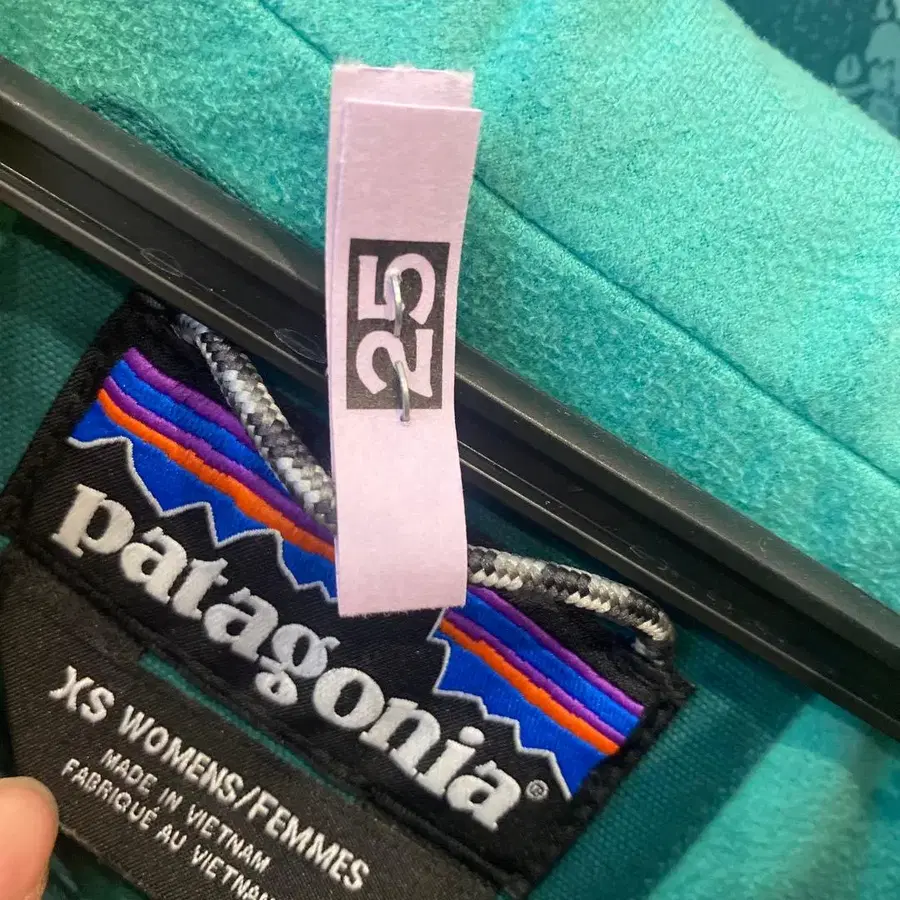 25
patagonia®
XS WOMENS/FEMMES
MADE IN VIETNAM
FABRIQUÉ AU VIETNAM